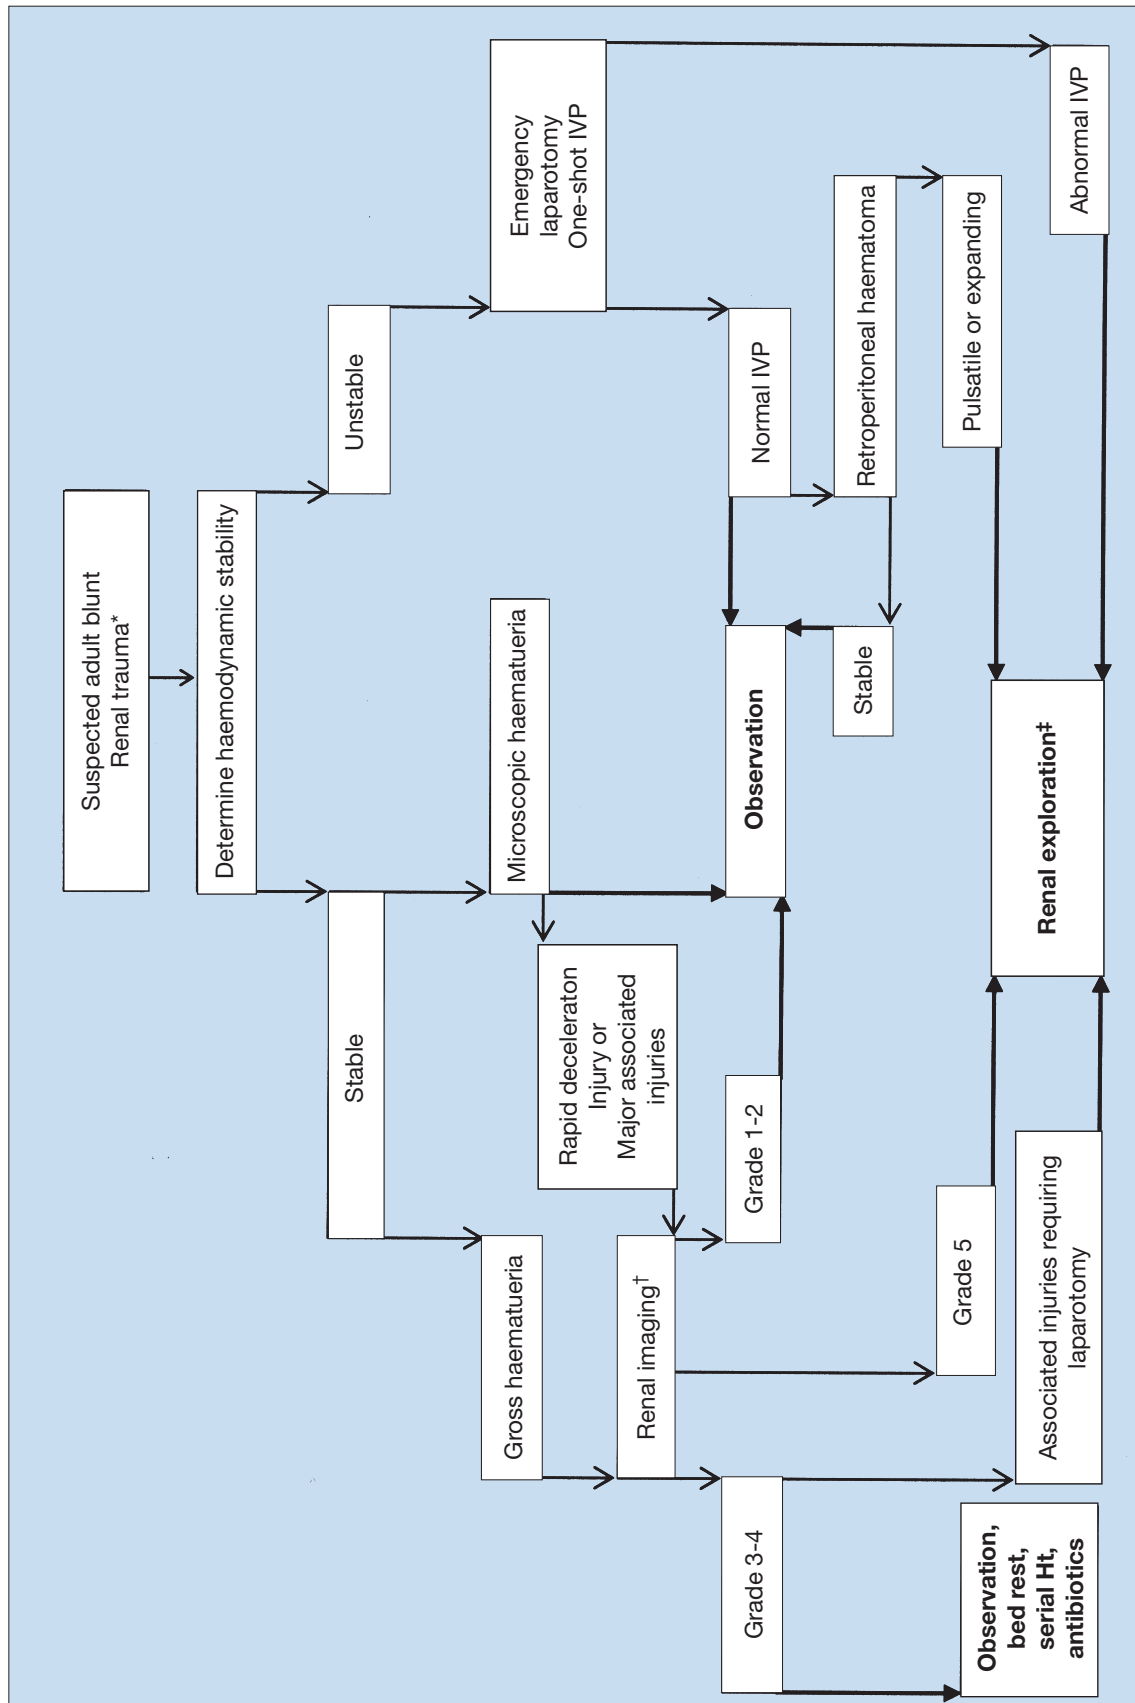 Suspected adult blunt
Renal trauma*
Determine haemodynamic stability
Stable
Unstable
Gross haematueria
Microscopic haematueria
Emergency
laparotomy
One-shot IVP
Rapid deceleraton
Injury or
Major associated
injuries
Renal imaging†
Grade 3-4
Grade 1-2
Observation
Normal IVP
Stable
Retroperitoneal haematoma
Grade 5
Pulsatile or expanding
Observation,
bed rest,
serial Ht,
antibiotics
Associated injuries requiring
laparotomy
Renal exploration‡
Abnormal IVP